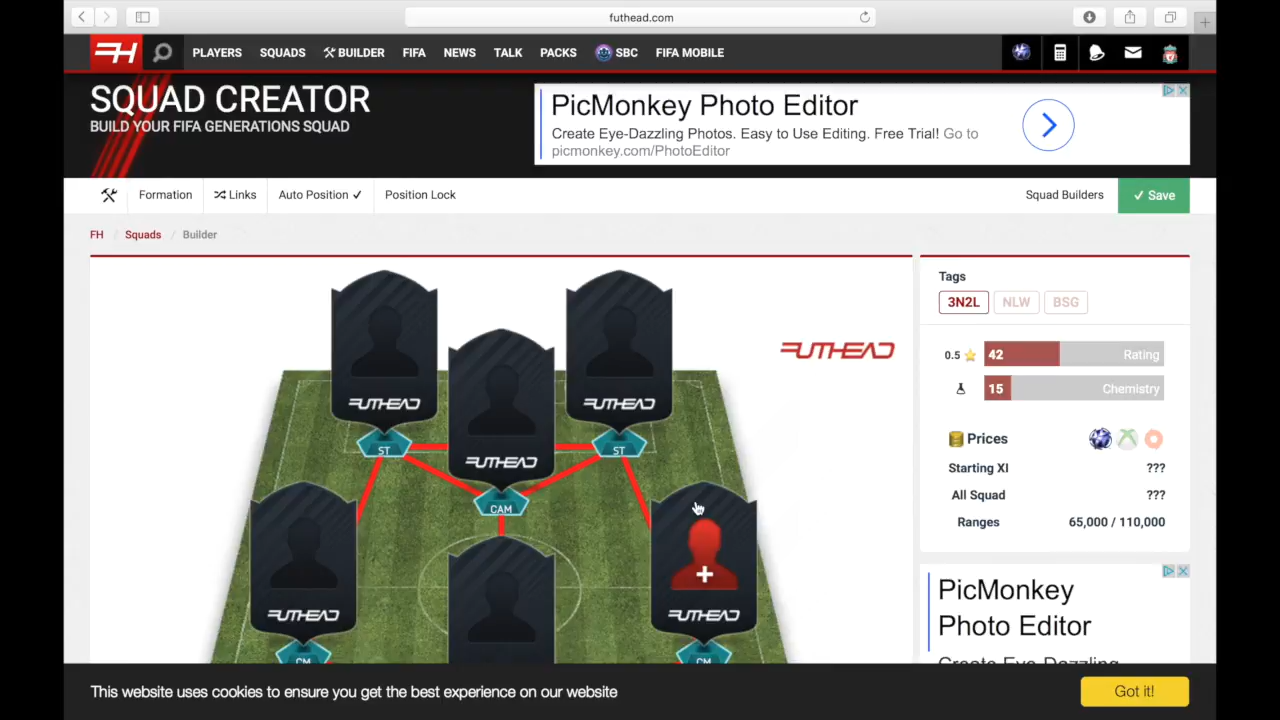 futhead.com
FH
PLAYERS
SQUADS
BUILDER
FIFA
NEWS
TALK
PACKS
SBC
FIFA MOBILE
SQUAD CREATOR
BUILD YOUR FIFA GENERATIONS SQUAD
PicMonkey Photo Editor
Create Eye-Dazzling Photos. Easy to Use Editing. Free Trial! Go to
picmonkey.com/PhotoEditor
Formation
Links
Auto Position ✓
Position Lock
Squad Builders
✓ Save
FH / Squads / Builder
Tags
3N2L
NLW
BSG
FUTHEAD
0.5
42
Rating
15
Chemistry
Prices
Starting XI ???
All Squad ???
Ranges 65,000 / 110,000
FUTHEAD
FUTHEAD
FUTHEAD
ST
ST
CAM
FUTHEAD
FUTHEAD
CM
CM
PicMonkey
Photo Editor
Create Eye-Dazzling
This website uses cookies to ensure you get the best experience on our website
Got it!